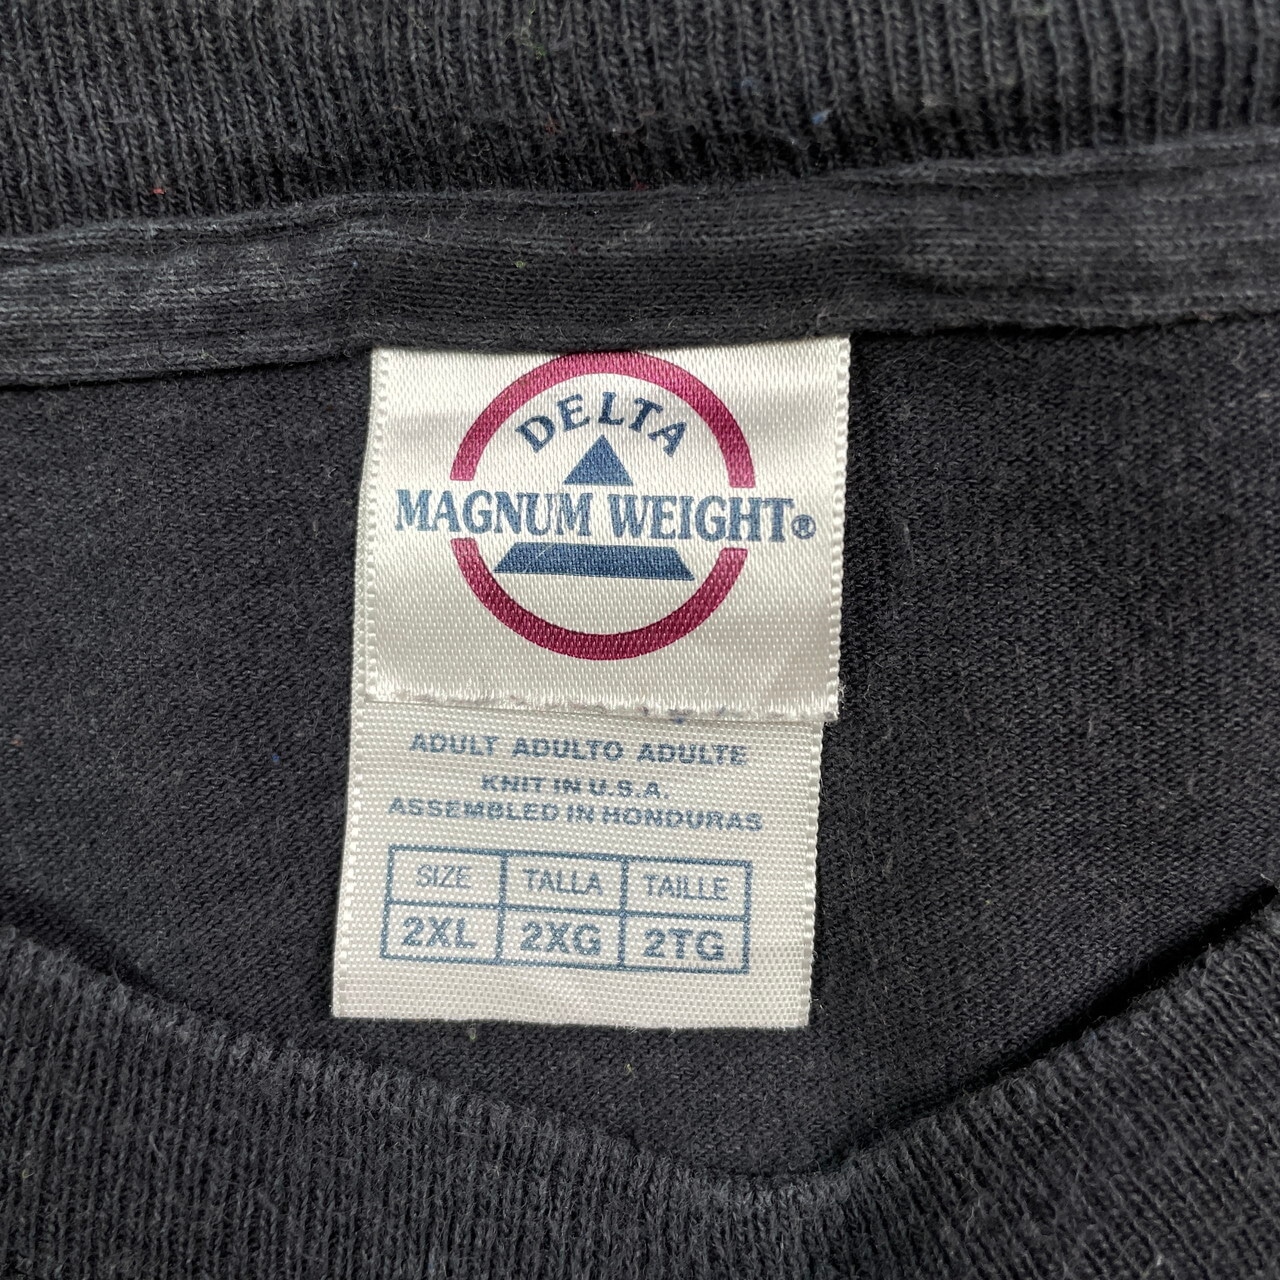 DELTA
MAGNUM WEIGHT®
ADULT ADULTO ADULTE
KNIT IN U.S.A.
ASSEMBLED IN HONDURAS
SIZE TALLA TAILLE
2XL 2XG 2TG